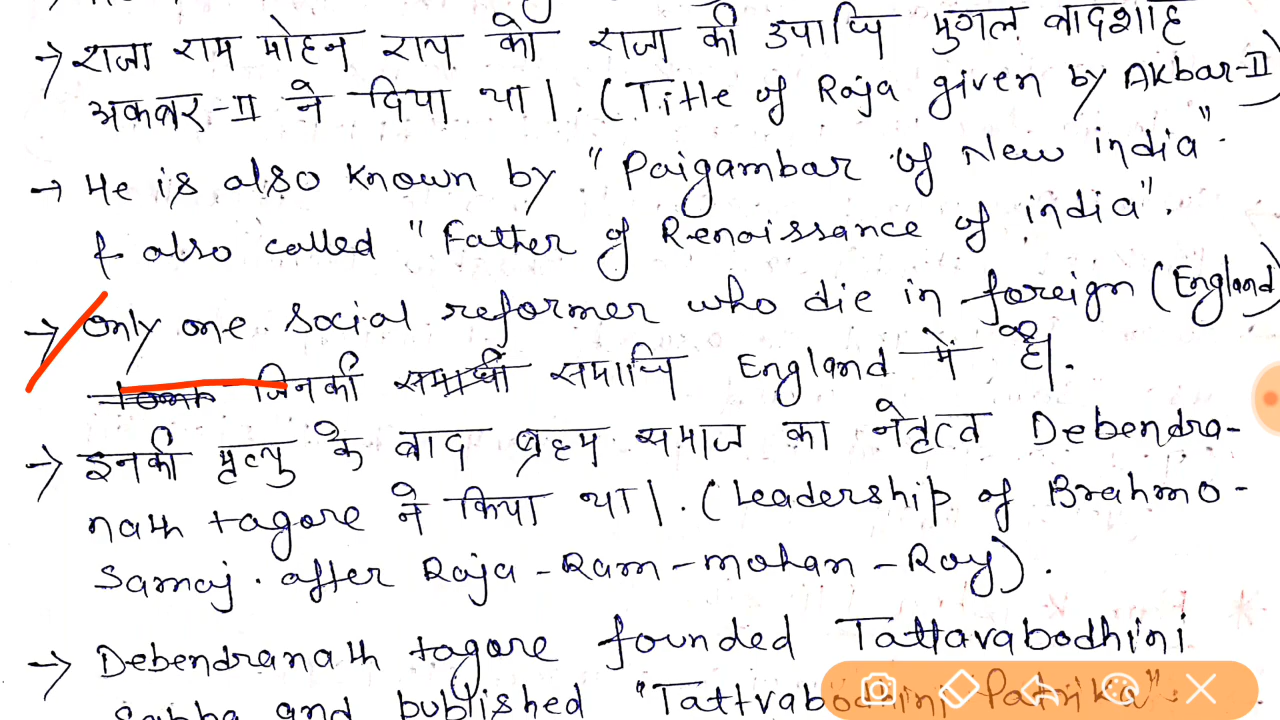 → राजा राम मोहन राय को राजा की उपाधि मुगल बादशाह
अकबर-II ने दिया था|. (Title of Raja given by Akbar-II)
→ He is also known by "Paigambar of New india".
& also called "Father of Renaissance of india".
→ Only one social reformer who die in foreign (England)
जिनकी समाधि England में है|.
→ इनकी मृत्यु के बाद ब्रह्म समाज का नेतृत्व Debendra-
nath tagore ने किया था|. (Leadership of Brahmo-
Samaj. after Raja-Ram-mohan-Roy).
→ Debendranath tagore founded Tattavabodhini
Sabha and published "Tattvabodhini Patrika".